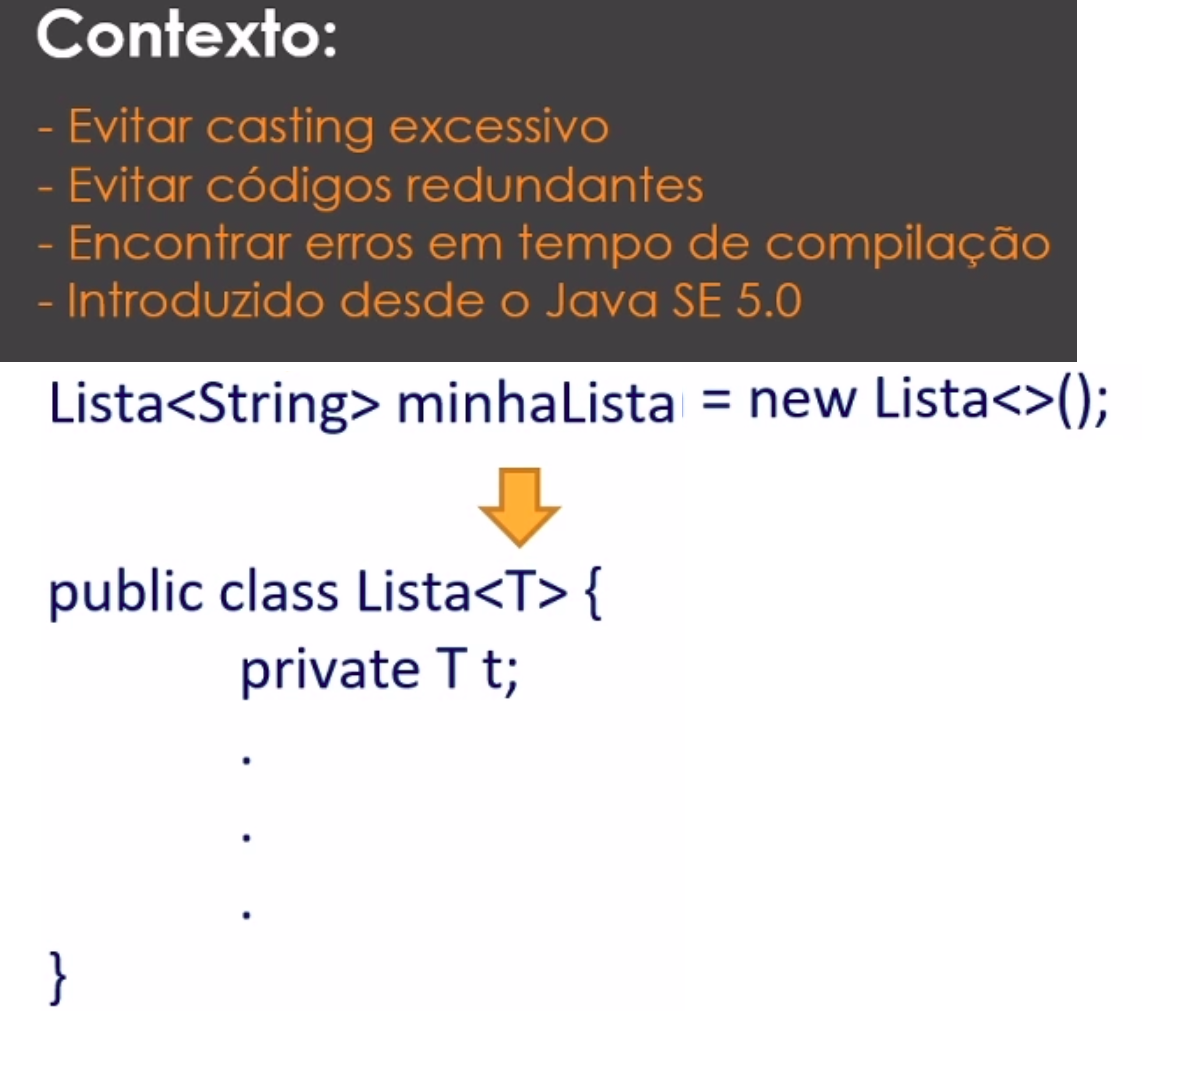 Contexto:
- Evitar casting excessivo
- Evitar códigos redundantes
- Encontrar erros em tempo de compilação
- Introduzido desde o Java SE 5.0
Lista<String> minhaLista = new Lista<>();
public class Lista<T> {
private T t;
.
.
.
}